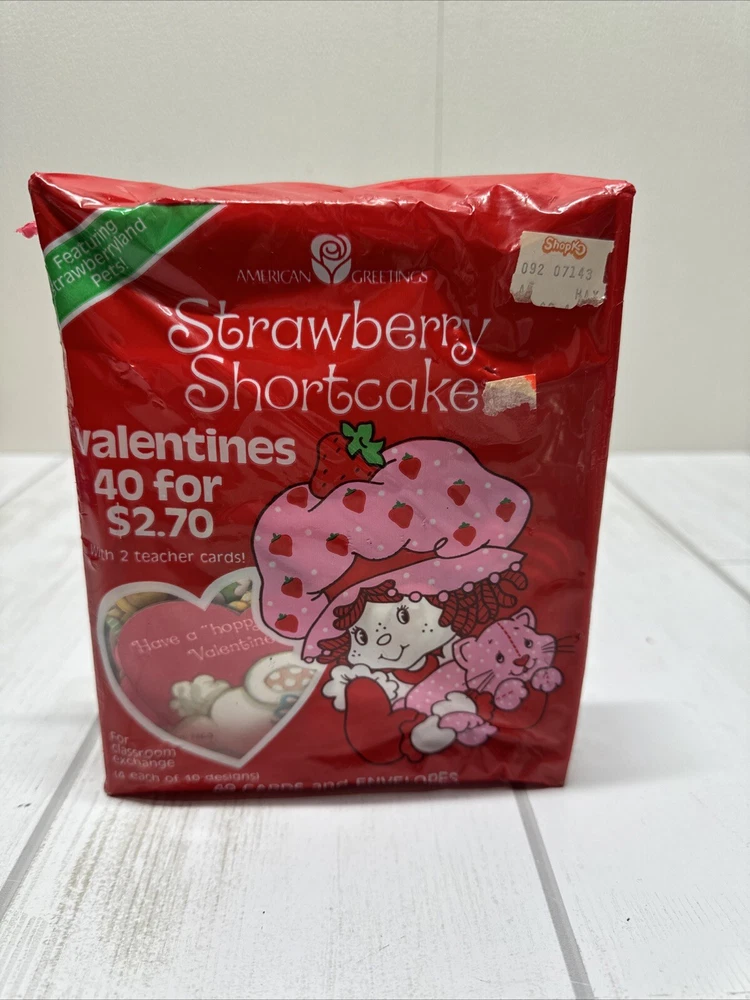 Featuring
Strawberryland
Pets!
AMERICAN GREETINGS
ShopKo
092 07143
Strawberry
Shortcake
valentines
40 for
$2.70
With 2 teacher cards!
"Have a "hoppy
Valentine
For
classroom
exchange
(4 each of 10 designs)
40 CARDS and ENVELOPES